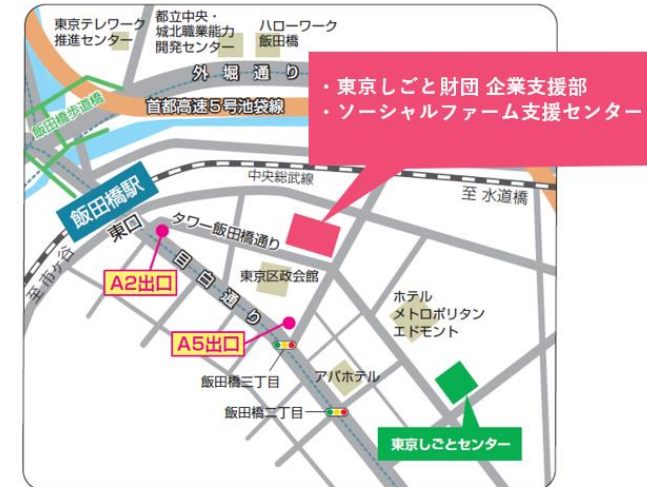 東京テレワーク
推進センター
都立中央・
城北職業能力
開発センター
ハローワーク
飯田橋
外堀通り
・東京しごと財団 企業支援部
・ソーシャルファーム支援センター
首都高速5号池袋線
飯田橋歩道橋
中央総武線
至 水道橋
飯田橋駅
東口
タワー飯田橋通り
至市ヶ谷
A2出口
目白通り
東京区政会館
ホテル
メトロポリタン
エドモント
A5出口
飯田橋三丁目
アパホテル
飯田橋二丁目
東京しごとセンター